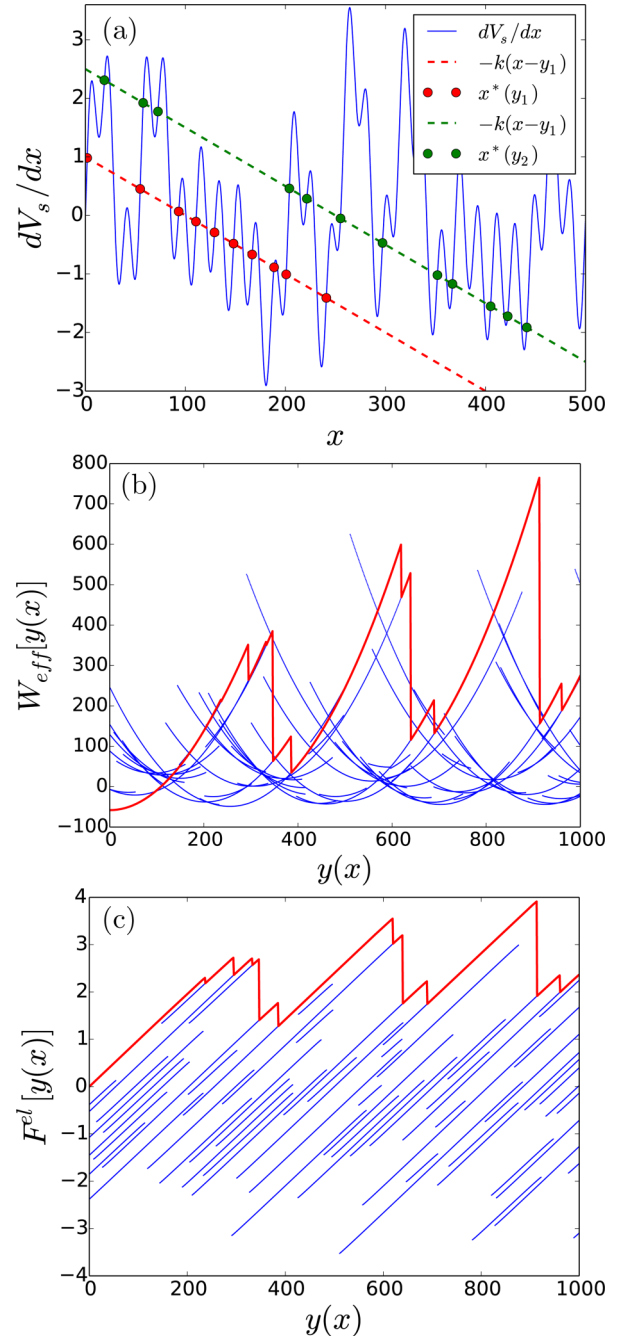 (a)
dV_s/dx
−k(x−y_1)
x*(y_1)
−k(x−y_1)
x*(y_2)
3
2
1
0
−1
−2
−3
dV_s/dx
0 100 200 300 400 500
x
(b)
800
700
600
500
400
300
200
100
0
−100
W_eff[y(x)]
0 200 400 600 800 1000
y(x)
(c)
4
3
2
1
0
−1
−2
−3
−4
F^el[y(x)]
0 200 400 600 800 1000
y(x)